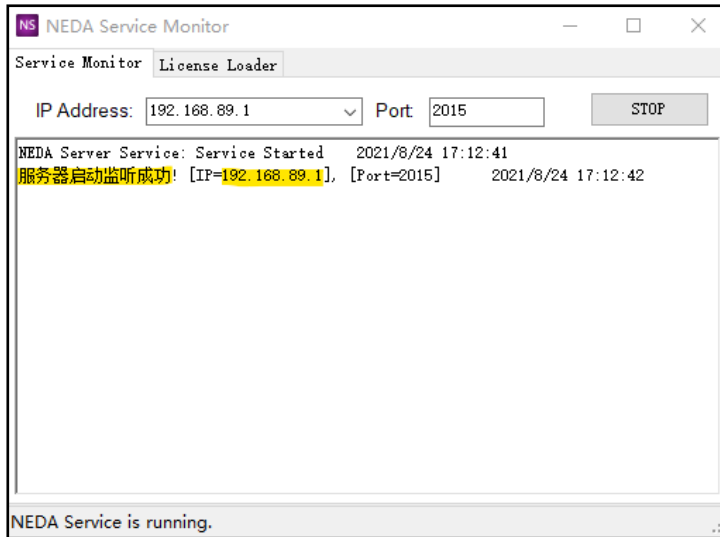 NS NEDA Service Monitor
Service Monitor License Loader
IP Address: 192.168.89.1 Port: 2015 STOP
NEDA Server Service: Service Started 2021/8/24 17:12:41
服务器启动监听成功! [IP=192.168.89.1], [Port=2015] 2021/8/24 17:12:42
NEDA Service is running.